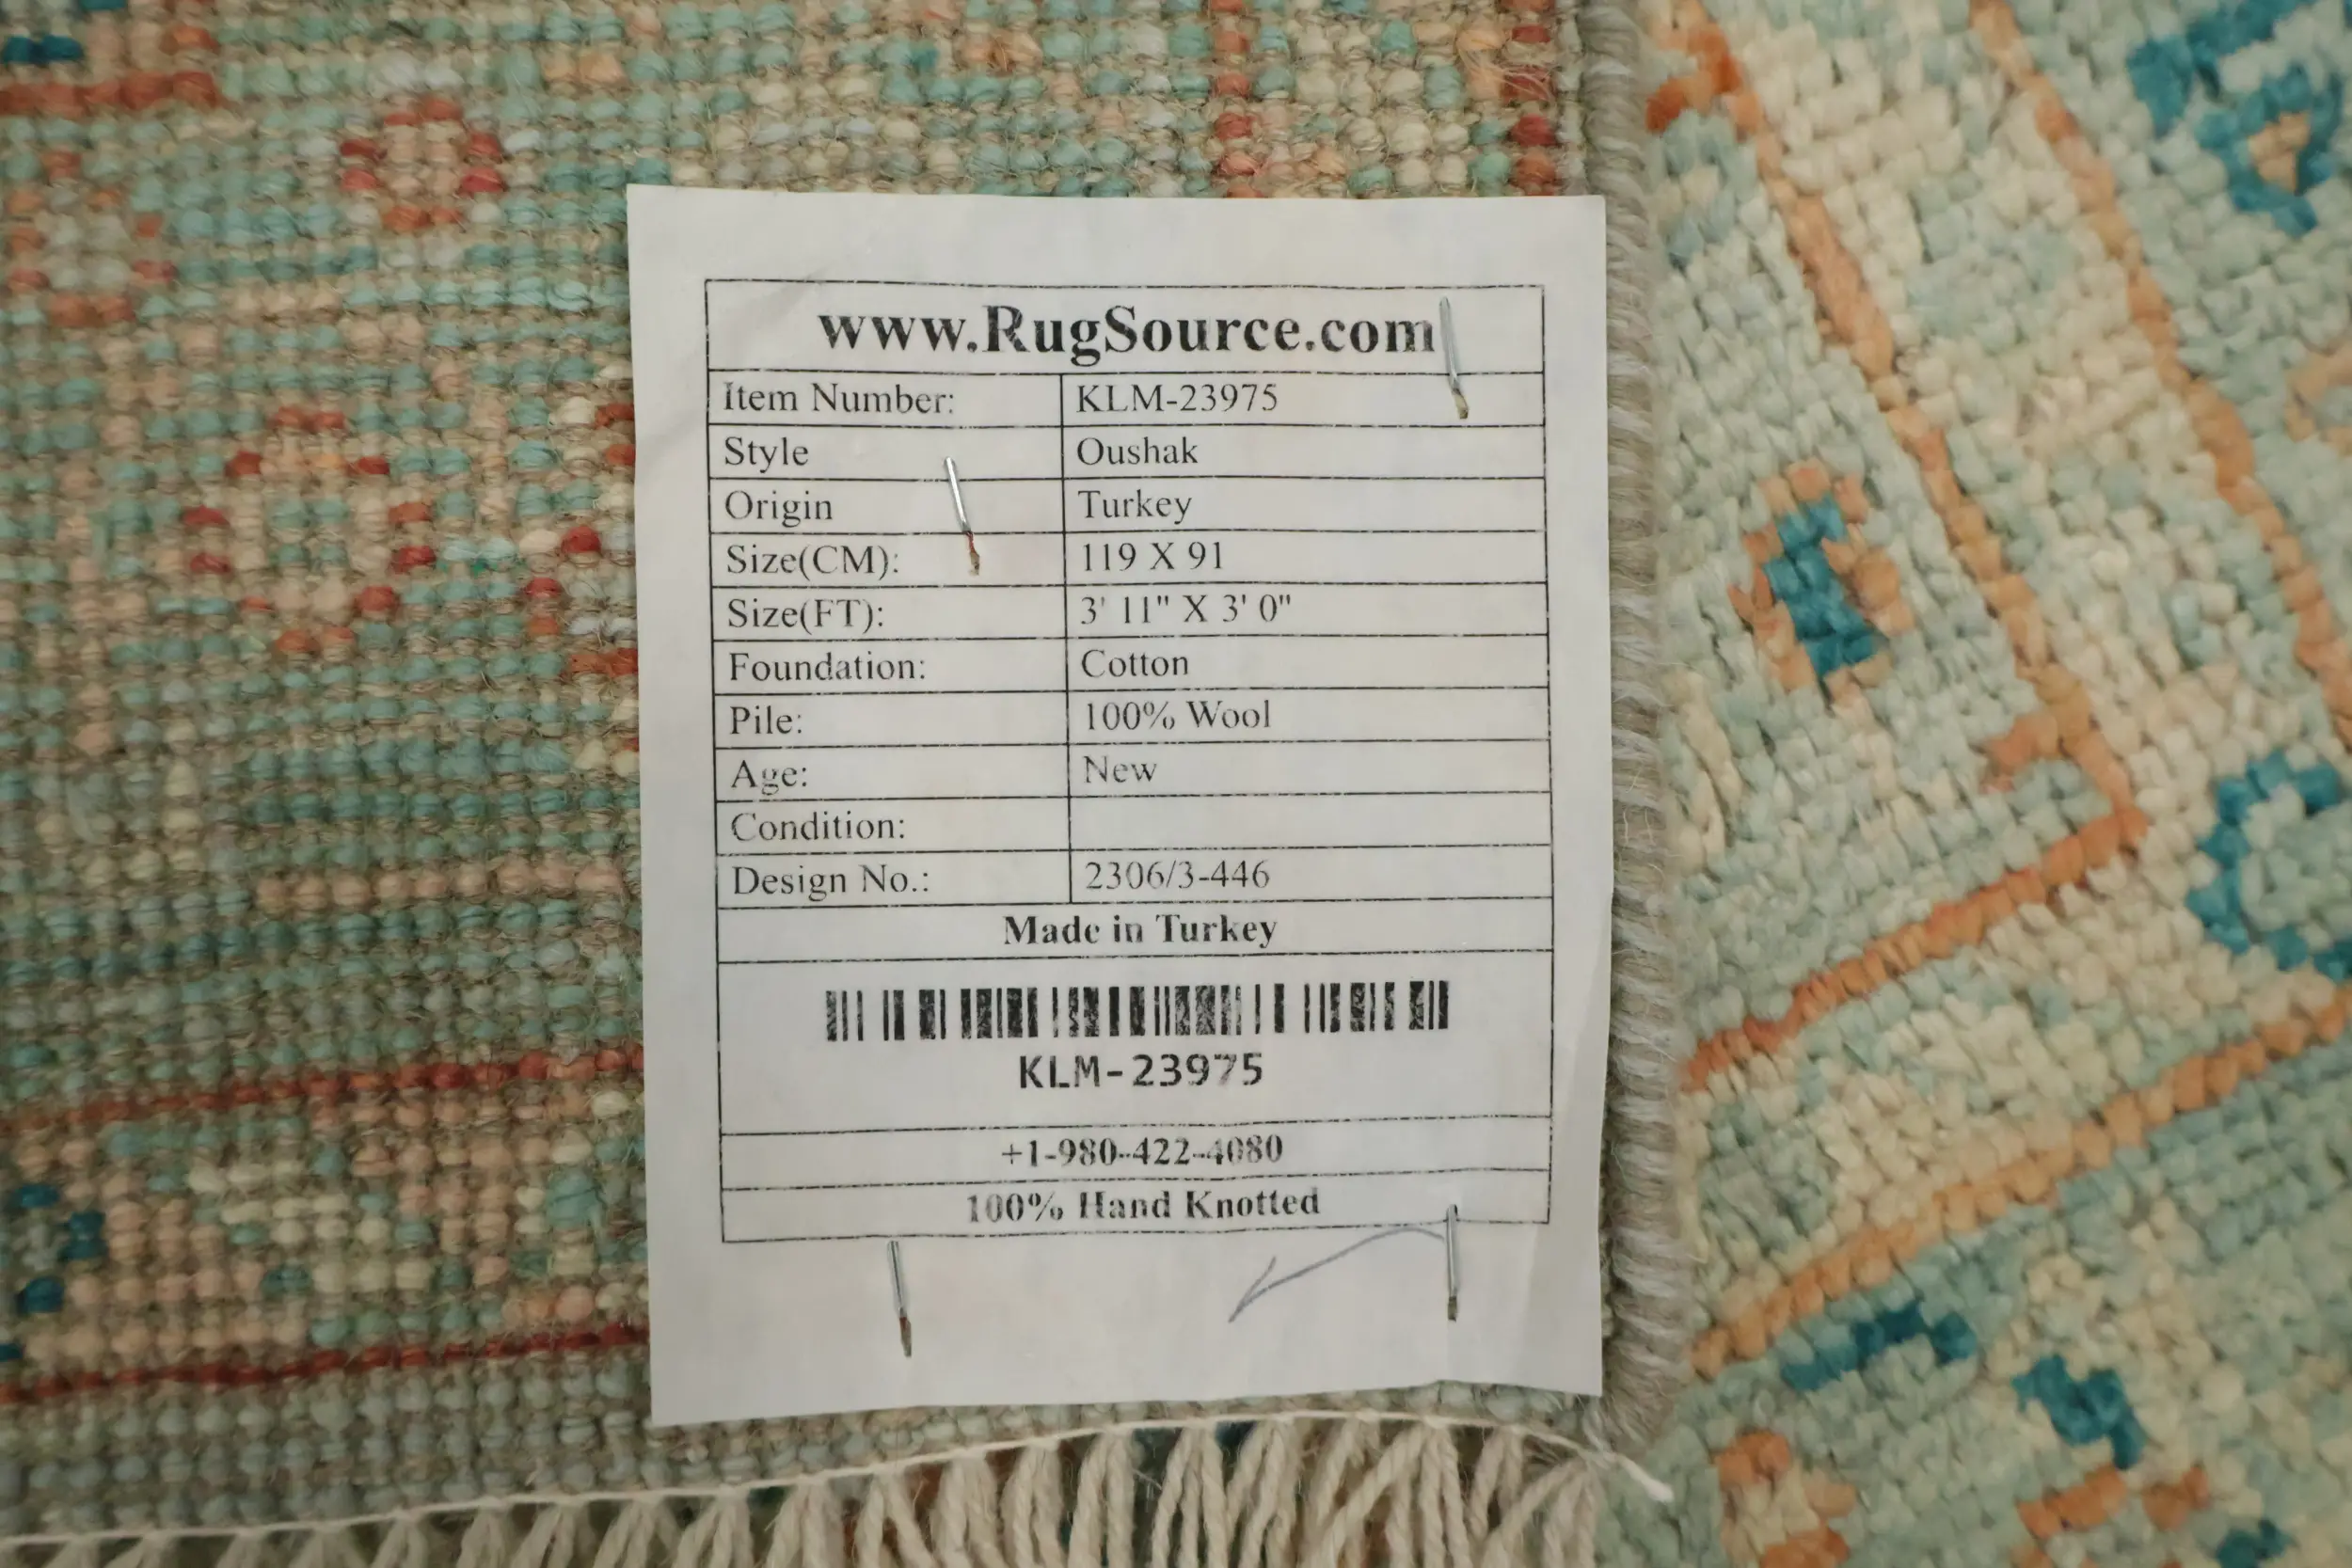 www.RugSource.com
Item Number: KLM-23975
Style Oushak
Origin Turkey
Size(CM): 119 X 91
Size(FT): 3' 11" X 3' 0"
Foundation: Cotton
Pile: 100% Wool
Age: New
Condition:
Design No.: 2306/3-446
Made in Turkey
KLM-23975
+1-980-422-4080
100% Hand Knotted